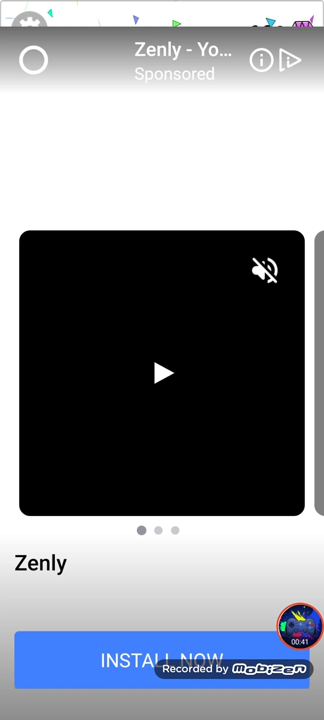 Zenly - Yo...
Sponsored
Zenly
INSTALL NOW
00:41
Recorded by mobizen